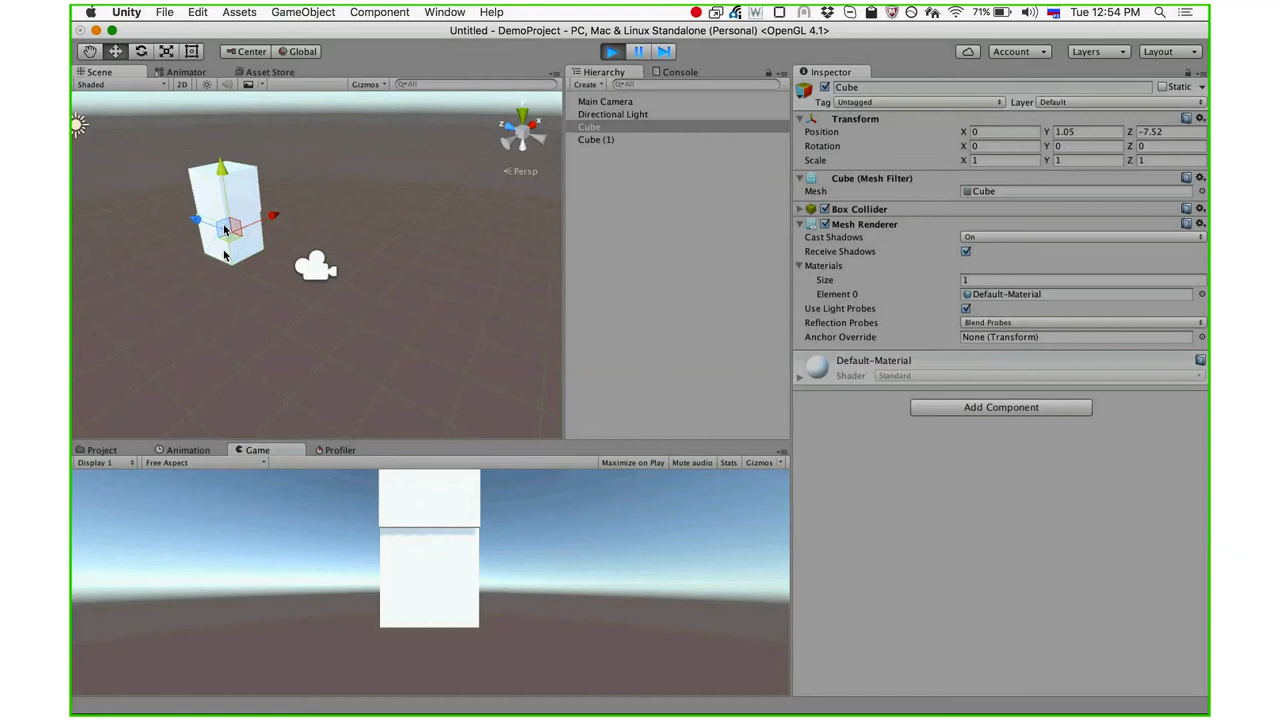 Unity File Edit Assets GameObject Component Window Help 71% Tue 12:54 PM
Untitled - DemoProject - PC, Mac & Linux Standalone (Personal) <OpenGL 4.1>
Center Global Account Layers Layout
Scene Animator Asset Store
Shaded 2D Gizmos All
Z X
Persp
Hierarchy Console
Create All
Main Camera
Directional Light
Cube
Cube (1)
Inspector
Cube Static
Tag Untagged Layer Default
Transform
Position X 0 Y 1.05 Z -7.52
Rotation X 0 Y 0 Z 0
Scale X 1 Y 1 Z 1
Cube (Mesh Filter)
Mesh Cube
Box Collider
Mesh Renderer
Cast Shadows On
Receive Shadows
Materials
Size 1
Element 0 Default-Material
Use Light Probes
Reflection Probes Blend Probes
Anchor Override None (Transform)
Default-Material
Shader Standard
Add Component
Project Animation Game Profiler
Display 1 Free Aspect Maximize on Play Mute audio Stats Gizmos